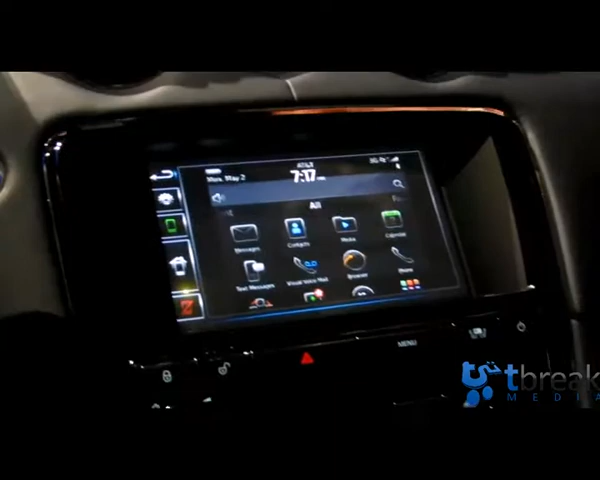 AT&T
Mon, May 2
7:17
All
Messages
Contacts
Media
Calendar
Text Messages
Visual Voice Mail
Browser
Phone
MENU
tbreak
MEDIA